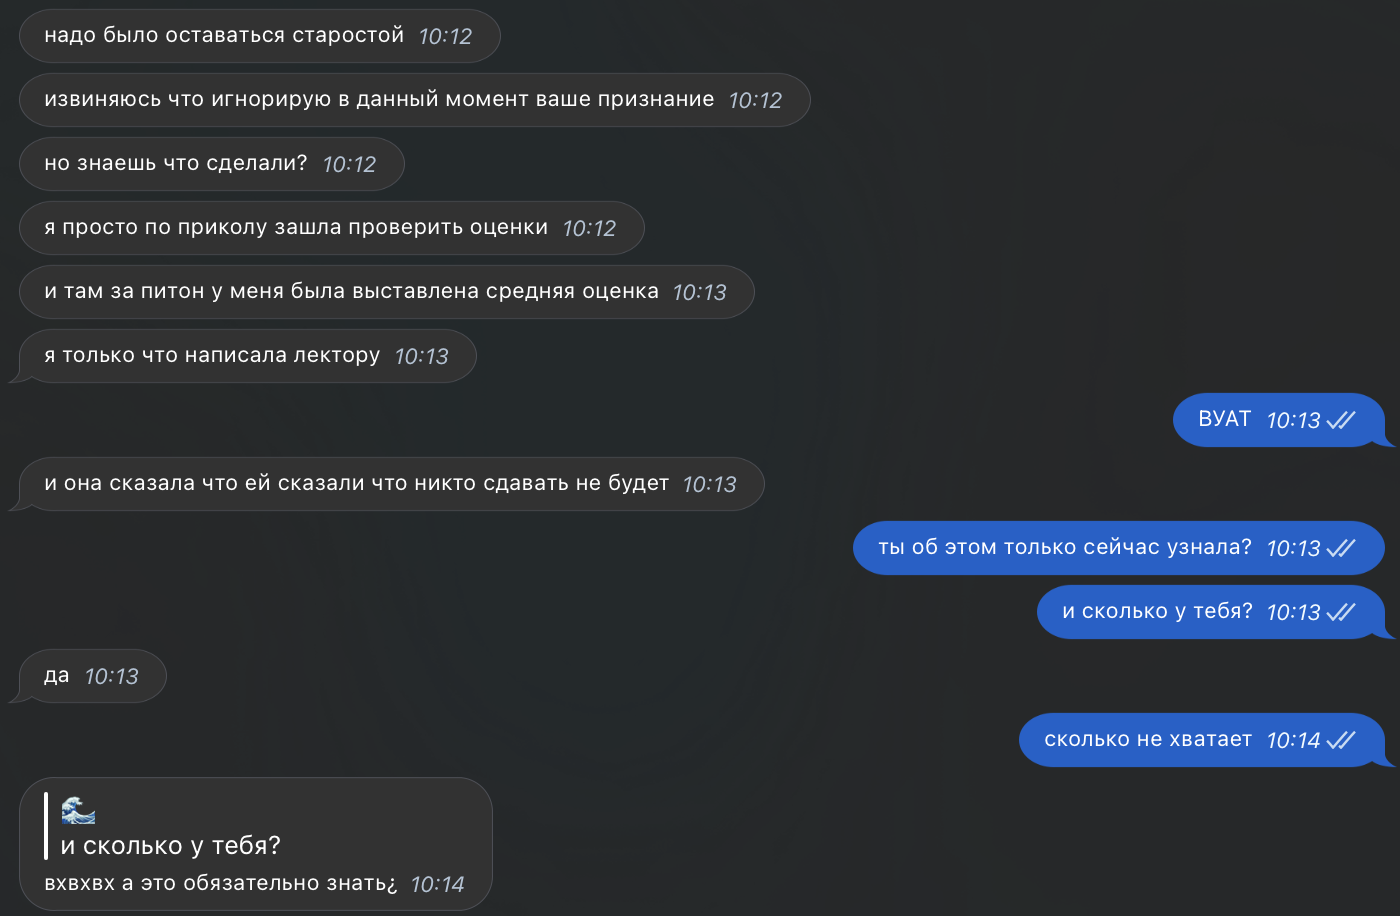 надо было оставаться старостой 10:12
извиняюсь что игнорирую в данный момент ваше признание 10:12
но знаешь что сделали? 10:12
я просто по приколу зашла проверить оценки 10:12
и там за питон у меня была выставлена средняя оценка 10:13
я только что написала лектору 10:13
ВУАТ 10:13
и она сказала что ей сказали что никто сдавать не будет 10:13
ты об этом только сейчас узнала? 10:13
и сколько у тебя? 10:13
да 10:13
сколько не хватает 10:14
и сколько у тебя?
вхвхвх а это обязательно знать¿ 10:14